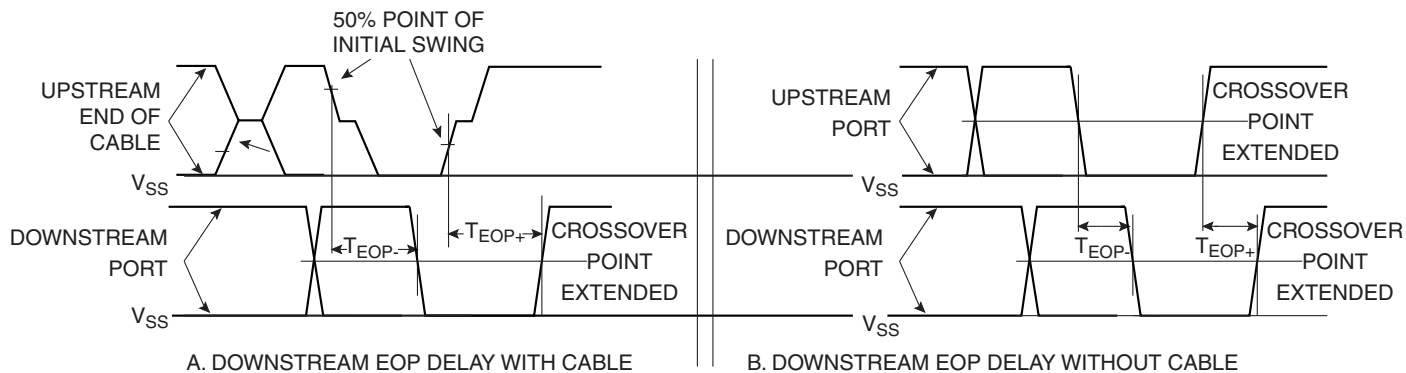 50% POINT OF
INITIAL SWING
UPSTREAM
END OF
CABLE
VSS
DOWNSTREAM
PORT
VSS
TEOP-
TEOP+
CROSSOVER
POINT
EXTENDED
A. DOWNSTREAM EOP DELAY WITH CABLE
UPSTREAM
PORT
VSS
CROSSOVER
POINT
EXTENDED
DOWNSTREAM
PORT
VSS
TEOP-
TEOP+
CROSSOVER
POINT
EXTENDED
B. DOWNSTREAM EOP DELAY WITHOUT CABLE